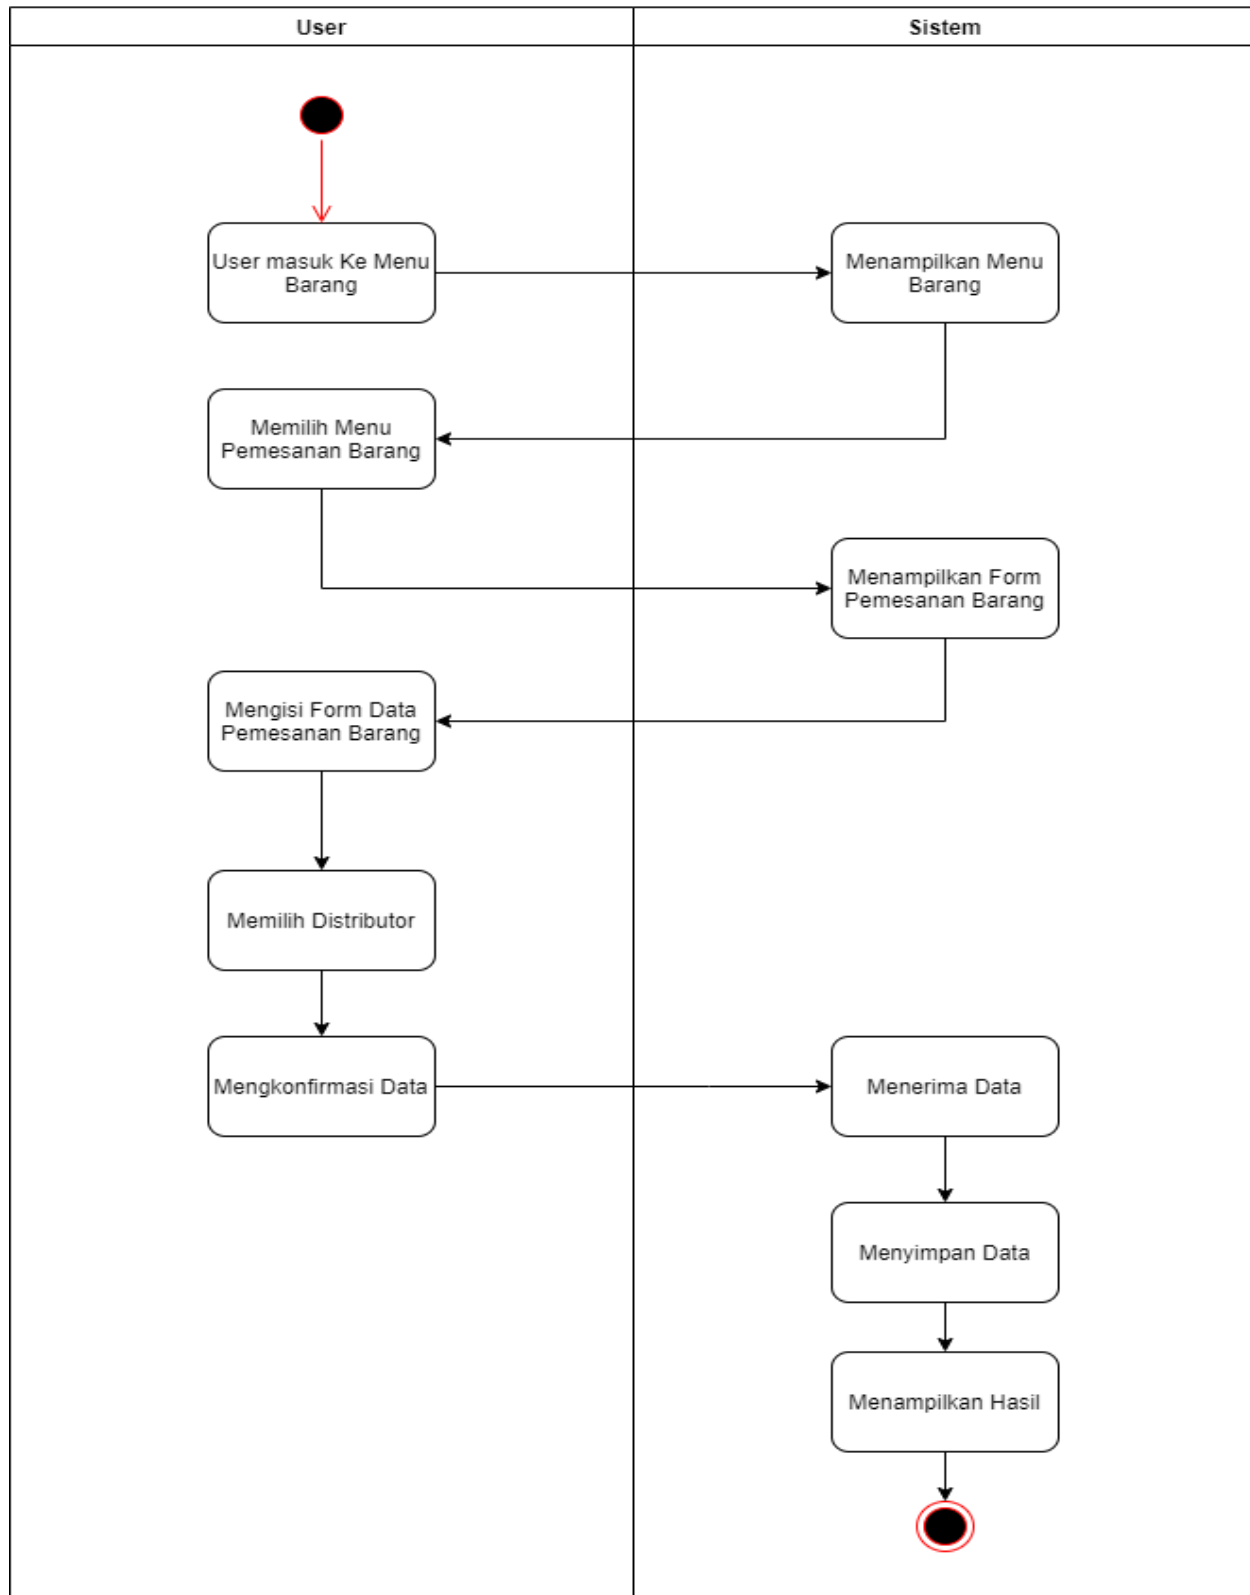 User
Sistem
User masuk Ke Menu
Barang
Menampilkan Menu
Barang
Memilih Menu
Pemesanan Barang
Menampilkan Form
Pemesanan Barang
Mengisi Form Data
Pemesanan Barang
Memilih Distributor
Mengkonfirmasi Data
Menerima Data
Menyimpan Data
Menampilkan Hasil